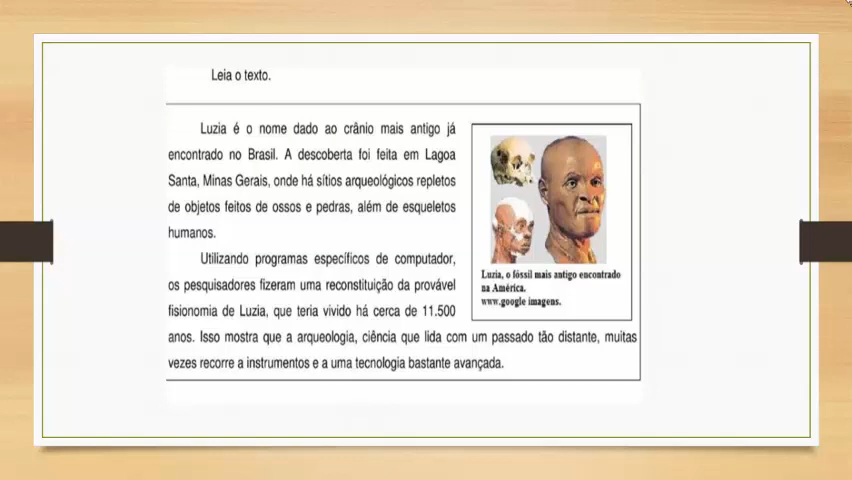 Leia o texto.
Luzia é o nome dado ao crânio mais antigo já
encontrado no Brasil. A descoberta foi feita em Lagoa
Santa, Minas Gerais, onde há sítios arqueológicos repletos
de objetos feitos de ossos e pedras, além de esqueletos
humanos.
Utilizando programas específicos de computador,
os pesquisadores fizeram uma reconstituição da provável
fisionomia de Luzia, que teria vivido há cerca de 11.500
anos. Isso mostra que a arqueologia, ciência que lida com um passado tão distante, muitas
vezes recorre a instrumentos e a uma tecnologia bastante avançada.
Luzia, o fóssil mais antigo encontrado
na América.
www.google imagens.